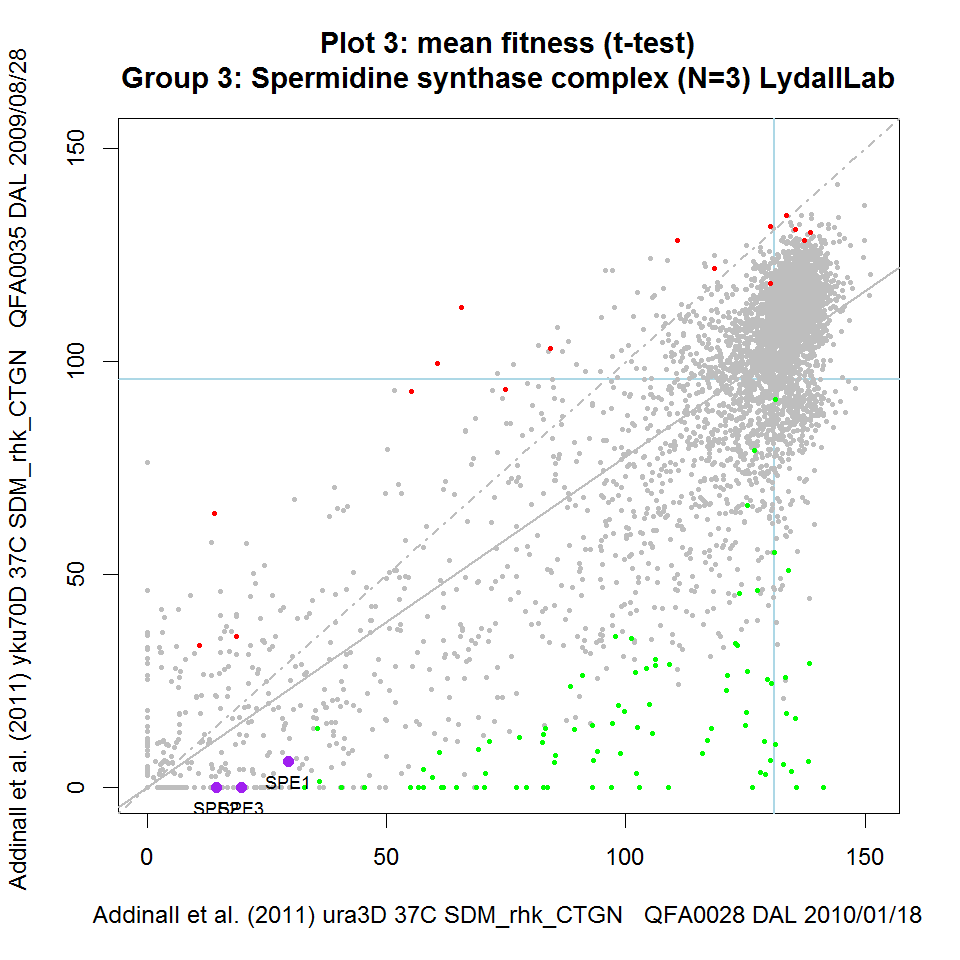 Plot 3: mean fitness (t-test)
Group 3: Spermidine synthase complex (N=3) LydallLab
Addinall et al. (2011) yku70D 37C SDM_rhk_CTGN QFA0035 DAL 2009/08/28
150
100
50
0
SPE1
SPE2
SPE3
0
50
100
150
Addinall et al. (2011) ura3D 37C SDM_rhk_CTGN QFA0028 DAL 2010/01/18